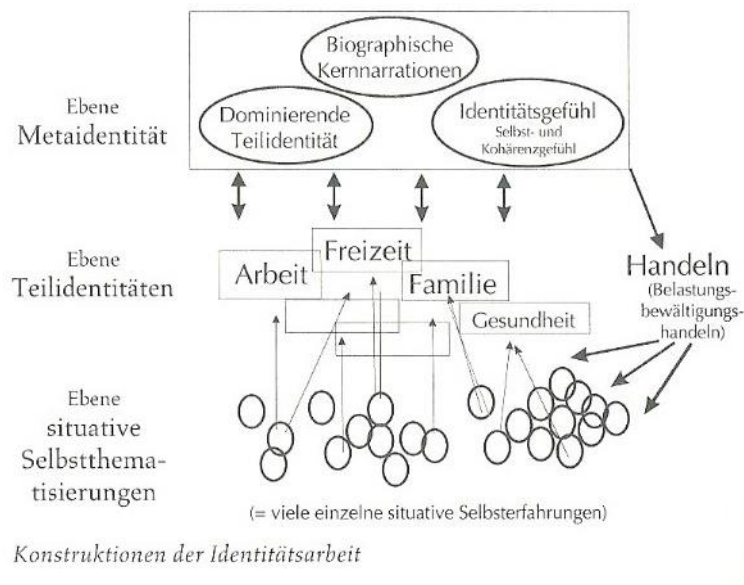 Biographische
Kernnarrationen
Ebene
Metaidentität
Dominierende
Teilidentität
Identitätsgefühl
Selbst- und
Kohärenzgefühl
Ebene
Teilidentitäten
Arbeit
Freizeit
Familie
Gesundheit
Handeln
(Belastungs-
bewältigungs-
handeln)
Ebene
situative
Selbstthema-
tisierungen
(= viele einzelne situative Selbsterfahrungen)
Konstruktionen der Identitätsarbeit